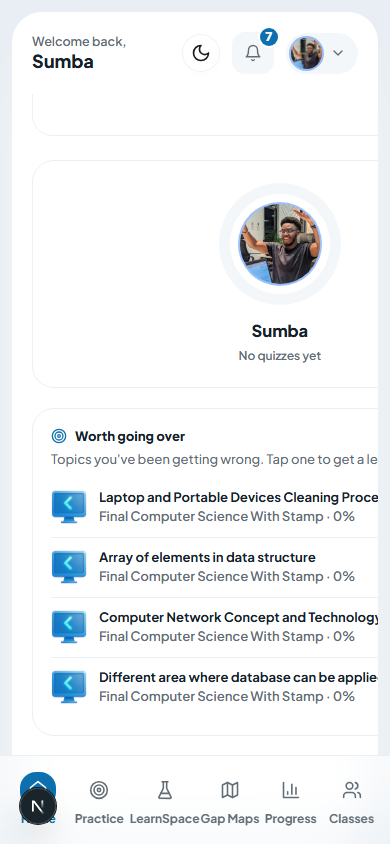 Welcome back,
Sumba
7
Sumba
No quizzes yet
Worth going over
Topics you've been getting wrong. Tap one to get a le
Laptop and Portable Devices Cleaning Proce
Final Computer Science With Stamp · 0%
Array of elements in data structure
Final Computer Science With Stamp · 0%
Computer Network Concept and Technology
Final Computer Science With Stamp · 0%
Different area where database can be applie
Final Computer Science With Stamp · 0%
N
Practice LearnSpace Gap Maps Progress Classes